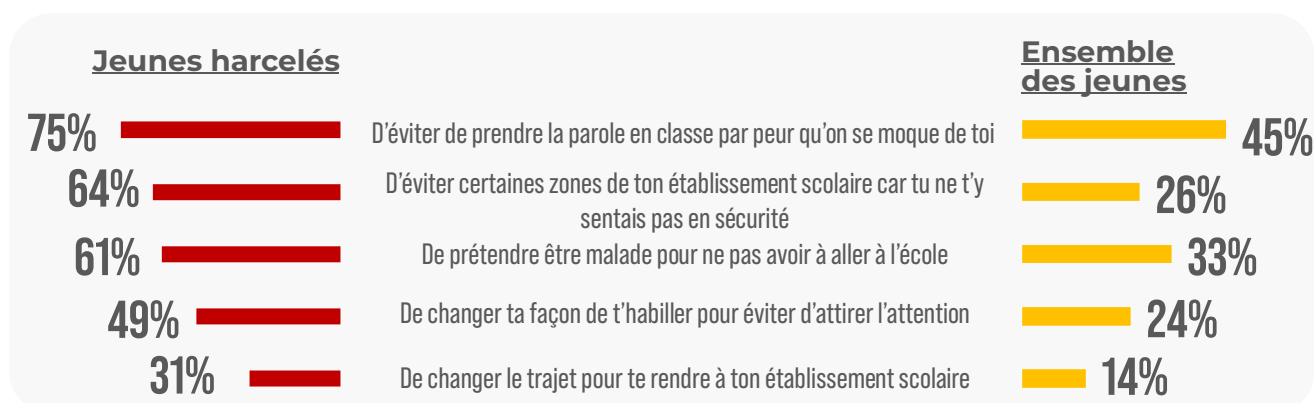 Jeunes harcelés
Ensemble
des jeunes
75%
D'éviter de prendre la parole en classe par peur qu'on se moque de toi
45%
64%
D'éviter certaines zones de ton établissement scolaire car tu ne t'y
sentais pas en sécurité
26%
61%
De prétendre être malade pour ne pas avoir à aller à l'école
33%
49%
De changer ta façon de t'habiller pour éviter d'attirer l'attention
24%
31%
De changer le trajet pour te rendre à ton établissement scolaire
14%